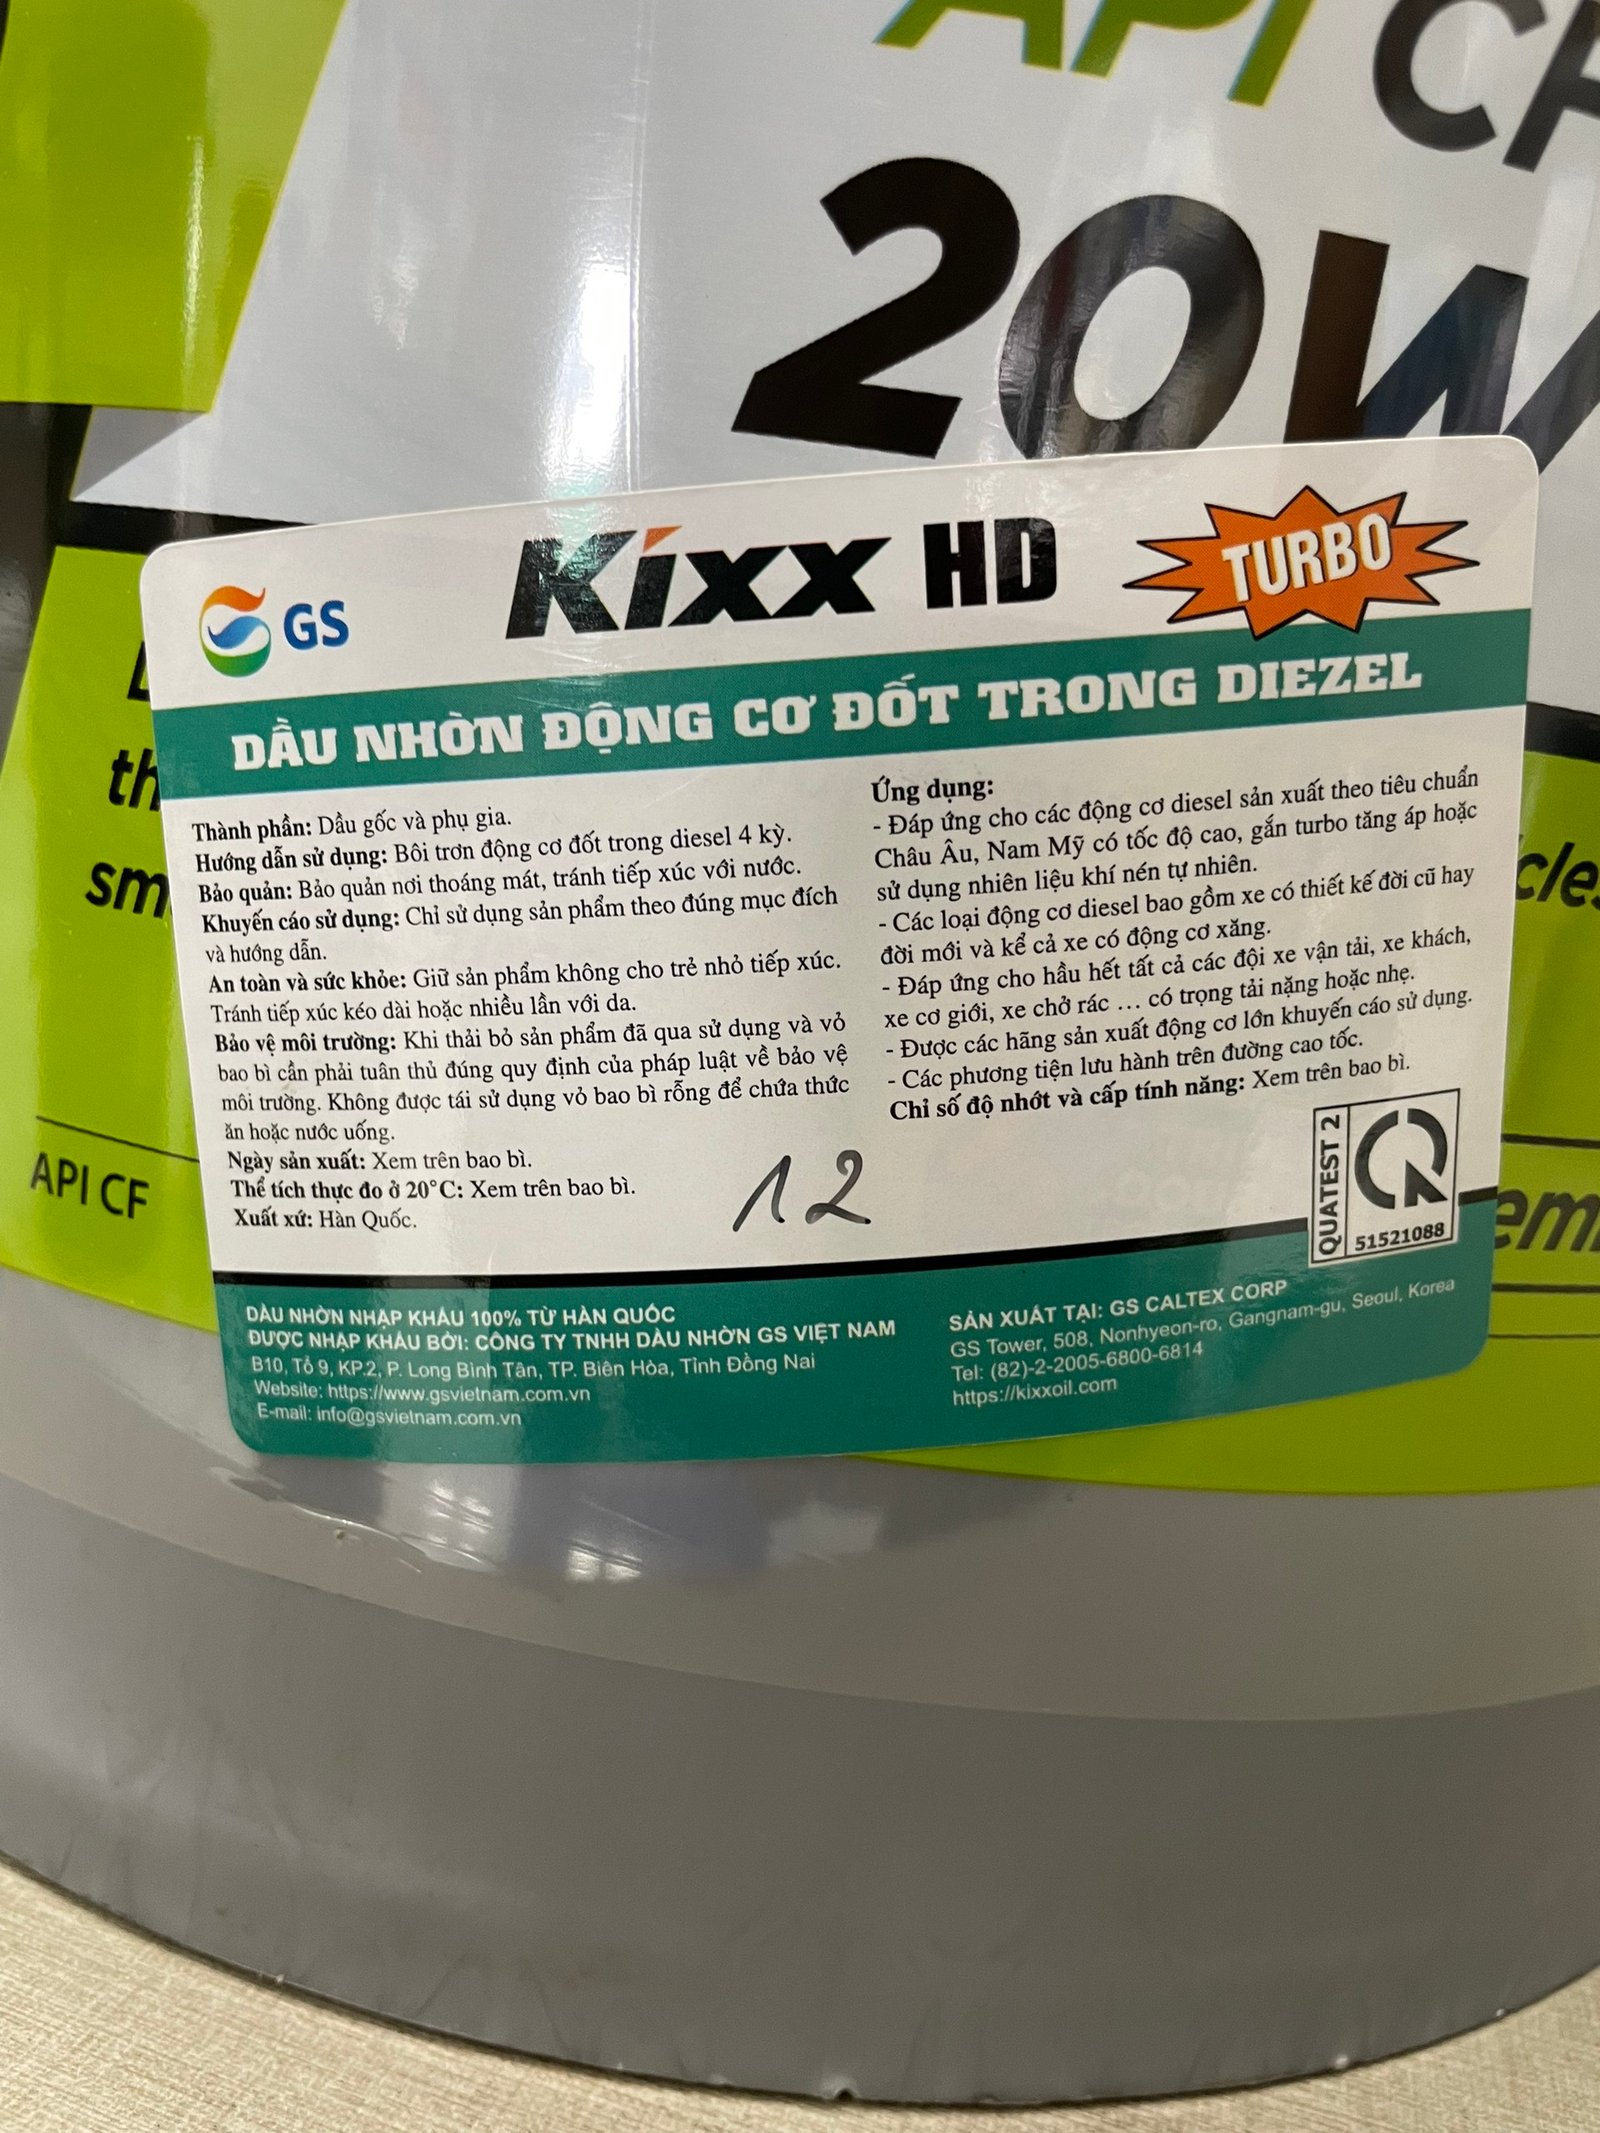 API CF
20W
GS
Kixx HD
TURBO
DẦU NHỜN ĐỘNG CƠ ĐỐT TRONG DIEZEL
Thành phần: Dầu gốc và phụ gia.
Hướng dẫn sử dụng: Bôi trơn động cơ đốt trong diesel 4 kỳ.
Bảo quản: Bảo quản nơi thoáng mát, tránh tiếp xúc với nước.
Khuyến cáo sử dụng: Chỉ sử dụng sản phẩm theo đúng mục đích
và hướng dẫn.
An toàn và sức khỏe: Giữ sản phẩm không cho trẻ nhỏ tiếp xúc.
Tránh tiếp xúc kéo dài hoặc nhiều lần với da.
Bảo vệ môi trường: Khi thải bỏ sản phẩm đã qua sử dụng và vỏ
bao bì cần phải tuân thủ đúng quy định của pháp luật về bảo vệ
môi trường. Không được tái sử dụng vỏ bao bì rỗng để chứa thức
ăn hoặc nước uống.
Ngày sản xuất: Xem trên bao bì.
Thể tích thực đo ở 20°C: Xem trên bao bì.
Xuất xứ: Hàn Quốc.
Ứng dụng:
- Đáp ứng cho các động cơ diesel sản xuất theo tiêu chuẩn
Châu Âu, Nam Mỹ có tốc độ cao, gắn turbo tăng áp hoặc
sử dụng nhiên liệu khí nén tự nhiên.
- Các loại động cơ diesel bao gồm xe có thiết kế đời cũ hay
đời mới và kể cả xe có động cơ xăng.
- Đáp ứng cho hầu hết tất cả các đội xe vận tải, xe khách,
xe cơ giới, xe chở rác ... có trọng tải nặng hoặc nhẹ.
- Được các hãng sản xuất động cơ lớn khuyến cáo sử dụng.
- Các phương tiện lưu hành trên đường cao tốc.
Chỉ số độ nhớt và cấp tính năng: Xem trên bao bì.
12
QUATEST 2
51521088
DẦU NHỜN NHẬP KHẨU 100% TỪ HÀN QUỐC
ĐƯỢC NHẬP KHẨU BỞI: CÔNG TY TNHH DẦU NHỜN GS VIỆT NAM
B10, Tổ 9, KP.2, P. Long Bình Tân, TP. Biên Hòa, Tỉnh Đồng Nai
Website: https://www.gsvietnam.com.vn
E-mail: info@gsvietnam.com.vn
SẢN XUẤT TẠI: GS CALTEX CORP
GS Tower, 508, Nonhyeon-ro, Gangnam-gu, Seoul, Korea
Tel: (82)-2-2005-6800-6814
https://kixxoil.com
API CF